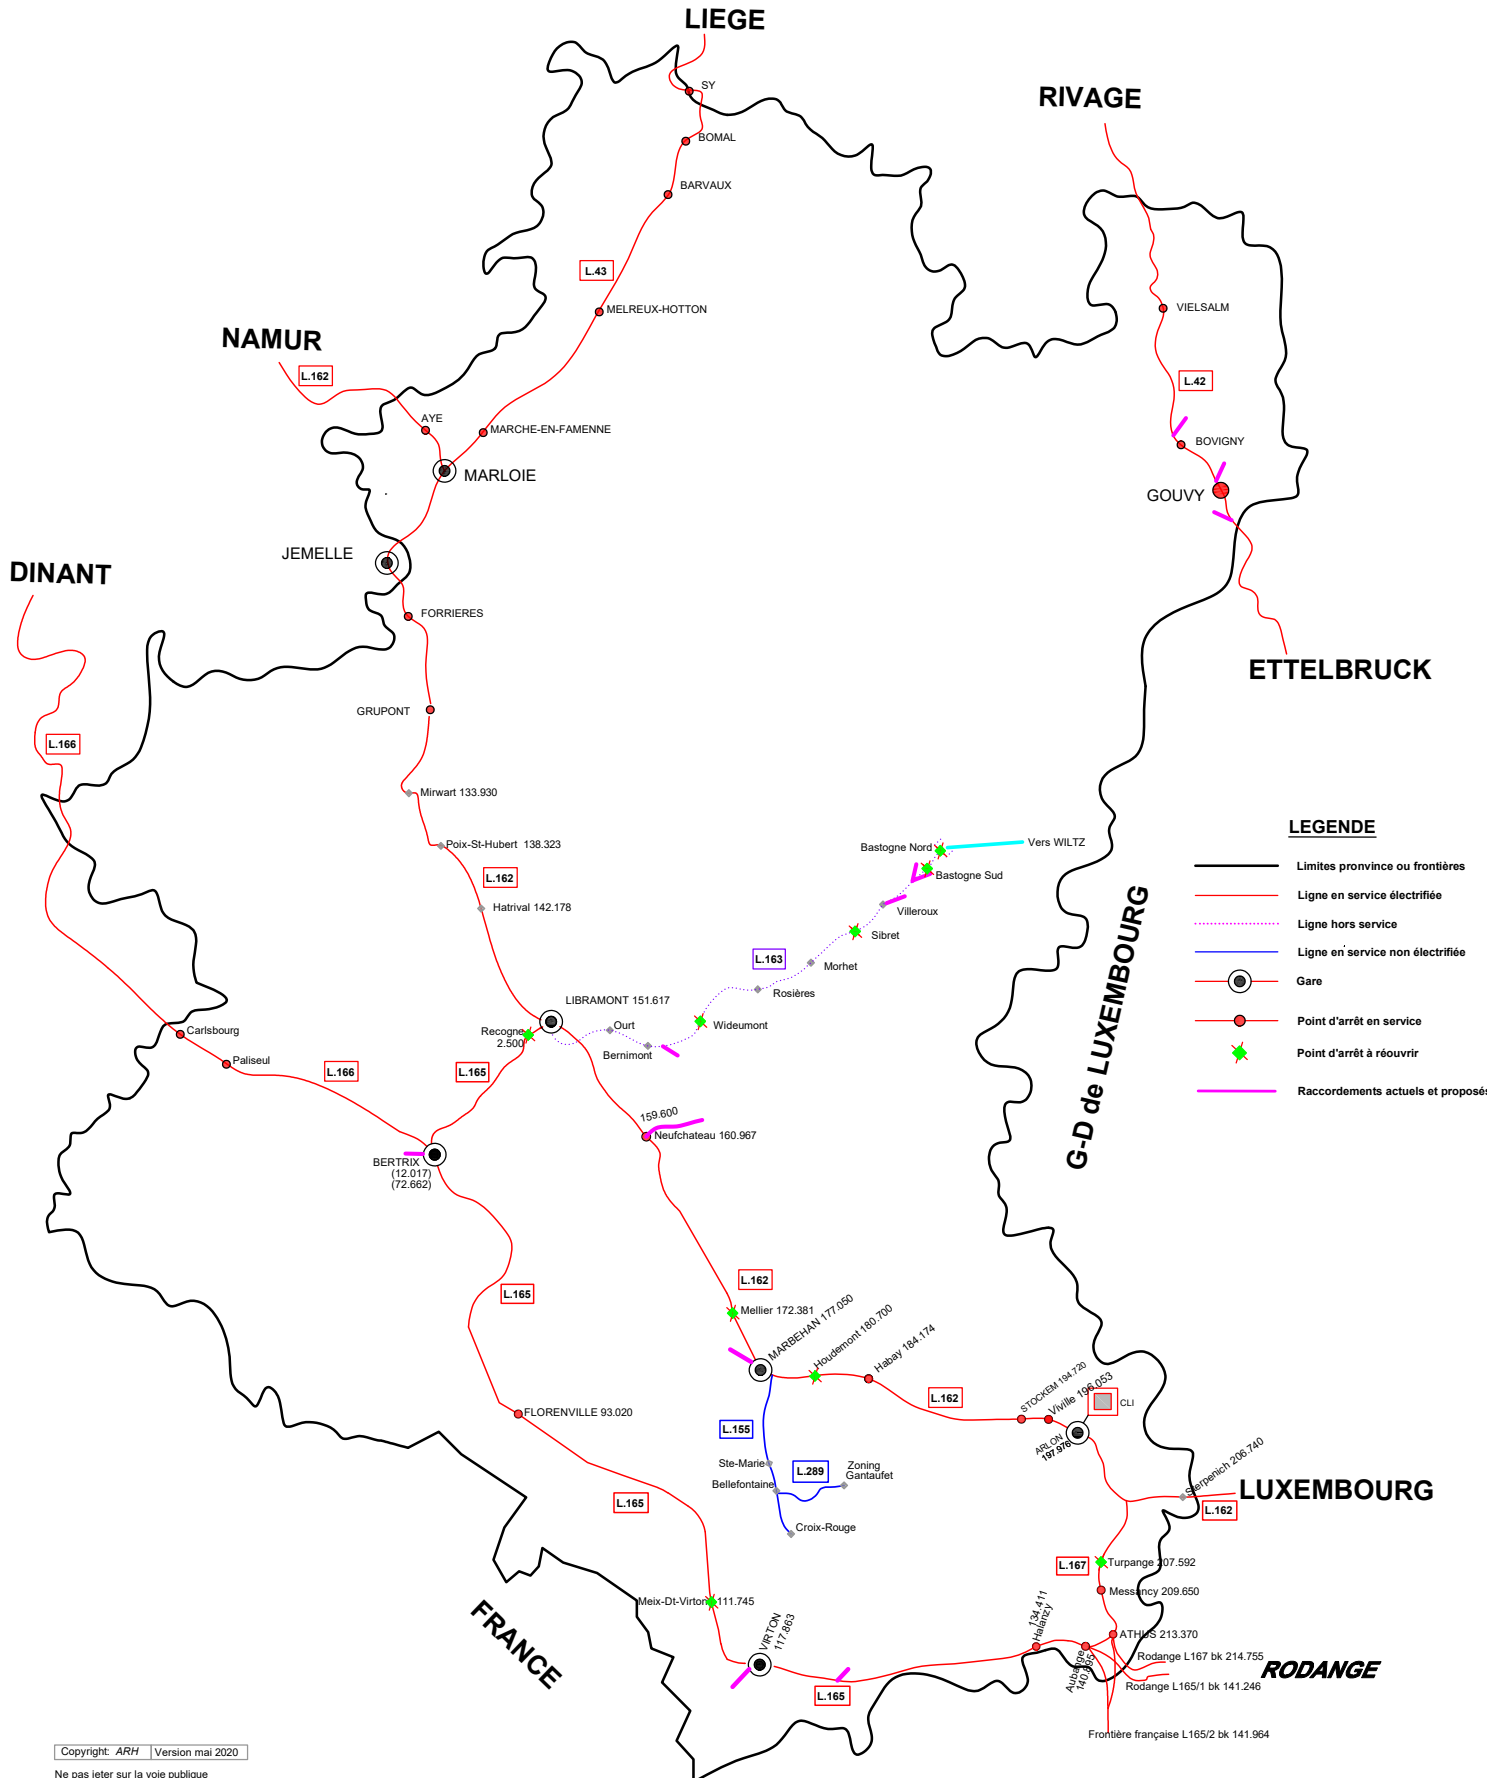 LIEGE
SY
RIVAGE
BOMAL
BARVAUX
L.43
MELREUX-HOTTON
VIELSALM
NAMUR
L.162
L.42
AYE
MARCHE-EN-FAMENNE
BOVIGNY
MARLOIE
GOUVY
JEMELLE
DINANT
FORRIERES
ETTELBRUCK
GRUPONT
L.166
Mirwart 133.930
Poix-St-Hubert 138.323
Bastogne Nord
Vers WILTZ
Bastogne Sud
L.162
Hatrival 142.178
Villeroux
Sibret
L.163
Morhet
Rosières
LEGENDE
Limites pronvince ou frontières
Ligne en service électrifiée
Ligne hors service
Ligne en service non électrifiée
Gare
Point d'arrêt en service
Point d'arrêt à réouvrir
Raccordements actuels et proposés
G-D de LUXEMBOURG
LIBRAMONT 151.617
Recogne
2.500
Ourt
Bernimont
Wideumont
Carlsbourg
Paliseul
L.166
L.165
159.600
Neufchateau 160.967
BERTRIX
(12.017)
(72.662)
L.165
L.162
Mellier 172.381
MARBEHAN 177.050
Houdemont 180.700
Habay 184.174
L.162
STOCKEM 194.720
Viville 196.053
CLI
ARLON
197.976
FLORENVILLE 93.020
L.155
Ste-Marie
L.289
Zoning
Gantaufet
Bellefontaine
Croix-Rouge
Sterpenich 206.740
LUXEMBOURG
L.162
L.165
L.167
Turpange 207.592
Messancy 209.650
Meix-Dt-Virton 111.745
FRANCE
VIRTON
117.863
134.411
Halanzy
ATHUS 213.370
Aubange
140.895
Rodange L167 bk 214.755
RODANGE
Rodange L165/1 bk 141.246
L.165
Frontière française L165/2 bk 141.964
Copyright: ARH Version mai 2020
Ne pas jeter sur la voie publique